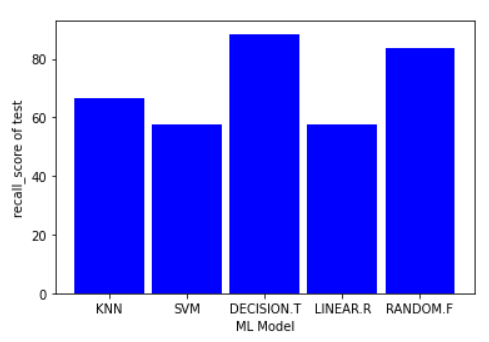 recall_score of test
80
60
40
20
0
KNN SVM DECISION.T LINEAR.R RANDOM.F
ML Model